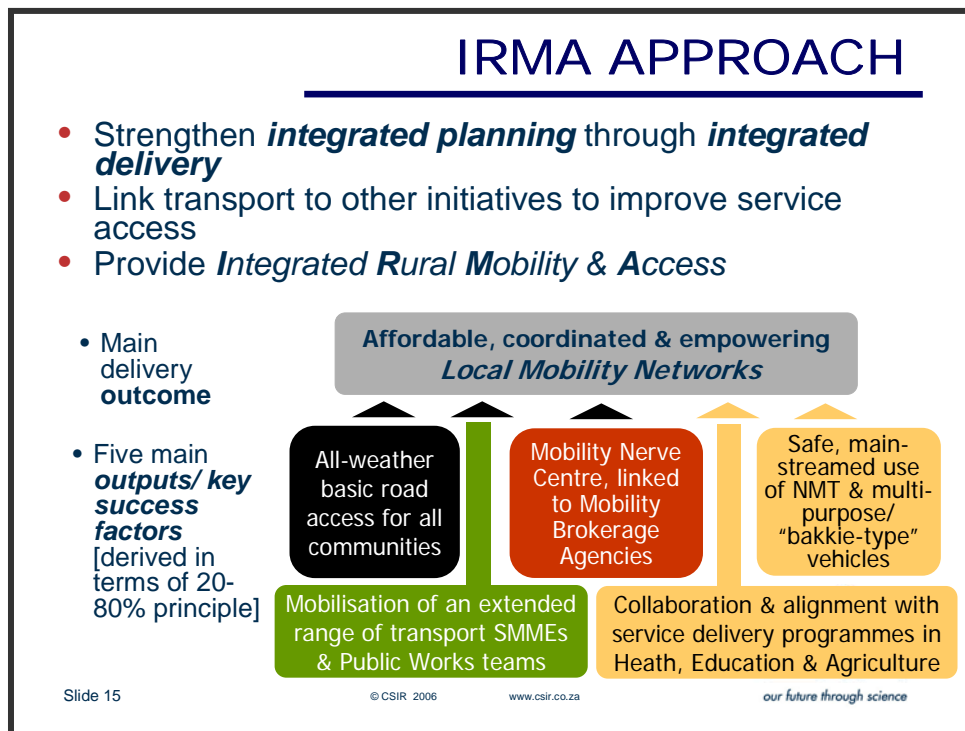 IRMA APPROACH
• Strengthen integrated planning through integrated
delivery
• Link transport to other initiatives to improve service
access
• Provide Integrated Rural Mobility & Access
• Main
delivery
outcome
Affordable, coordinated & empowering
Local Mobility Networks
• Five main
outputs/ key
success
factors
[derived in
terms of 20-
80% principle]
All-weather
basic road
access for all
communities
Mobility Nerve
Centre, linked
to Mobility
Brokerage
Agencies
Safe, main-
streamed use
of NMT & multi-
purpose/
“bakkie-type”
vehicles
Mobilisation of an extended
range of transport SMMEs
& Public Works teams
Collaboration & alignment with
service delivery programmes in
Heath, Education & Agriculture
Slide 15
© CSIR 2006
www.csir.co.za
our future through science